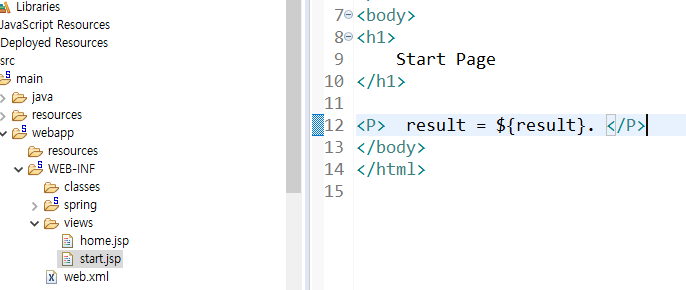 Libraries
JavaScript Resources
Deployed Resources
src
main
java
resources
webapp
resources
WEB-INF
classes
spring
views
home.jsp
start.jsp
web.xml
7 <body>
8 <h1>
9 Start Page
10 </h1>
11
12 <P>  result = ${result}. </P>
13 </body>
14 </html>
15